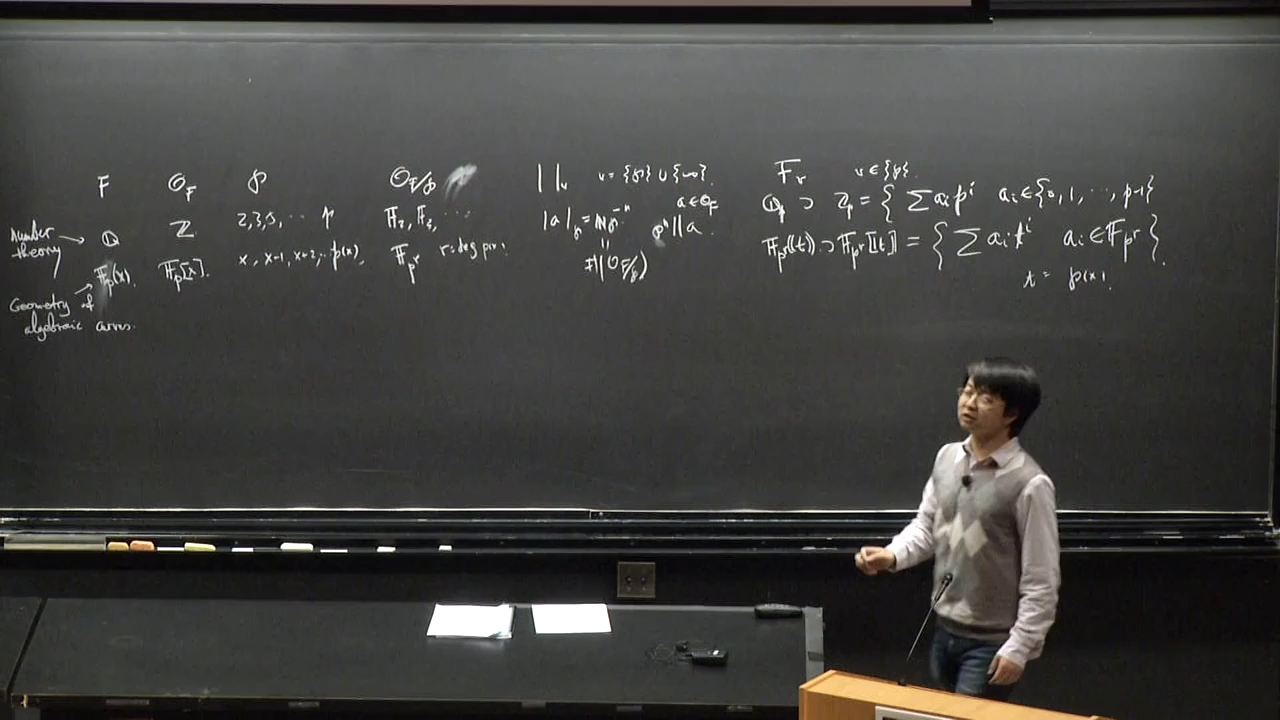 F 𝒪_F ℘ 𝒪_F/℘ | |_v v = {℘} ∪ {∞}. F_v v ∈ {℘}.
Number theory → ℚ ℤ 2, 3, 5, ... p 𝔽_2, 𝔽_3, ... |a|_℘ = N℘^{-n} a ∈ 𝒪_F ℘^n || a. ℚ_p ⊃ ℤ_p = { Σ a_i p^i a_i ∈ {0, 1, ..., p-1}
Geometry of algebraic curves. → 𝔽_p(x). 𝔽_p[x]. x, x+1, x+2, ... p(x), 𝔽_{p^r} r = deg p(x). || #(𝒪_F/℘) 𝔽_{p^r}((t)) ⊃ 𝔽_{p^r}[[t]] = { Σ a_i t^i a_i ∈ 𝔽_{p^r} }.
t = p(x).